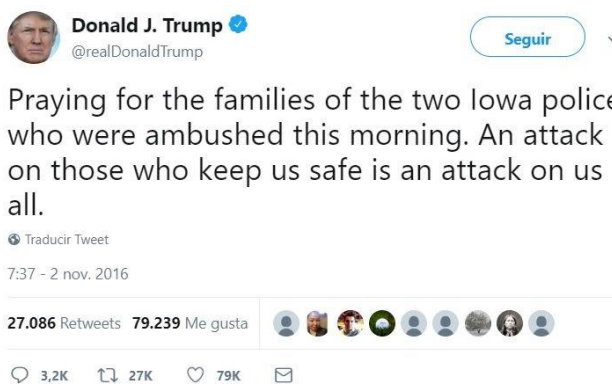 Donald J. Trump
@realDonaldTrump
Seguir
Praying for the families of the two Iowa police
who were ambushed this morning. An attack
on those who keep us safe is an attack on us
all.
Traducir Tweet
7:37 - 2 nov. 2016
27.086 Retweets 79.239 Me gusta
3,2K 27K 79K